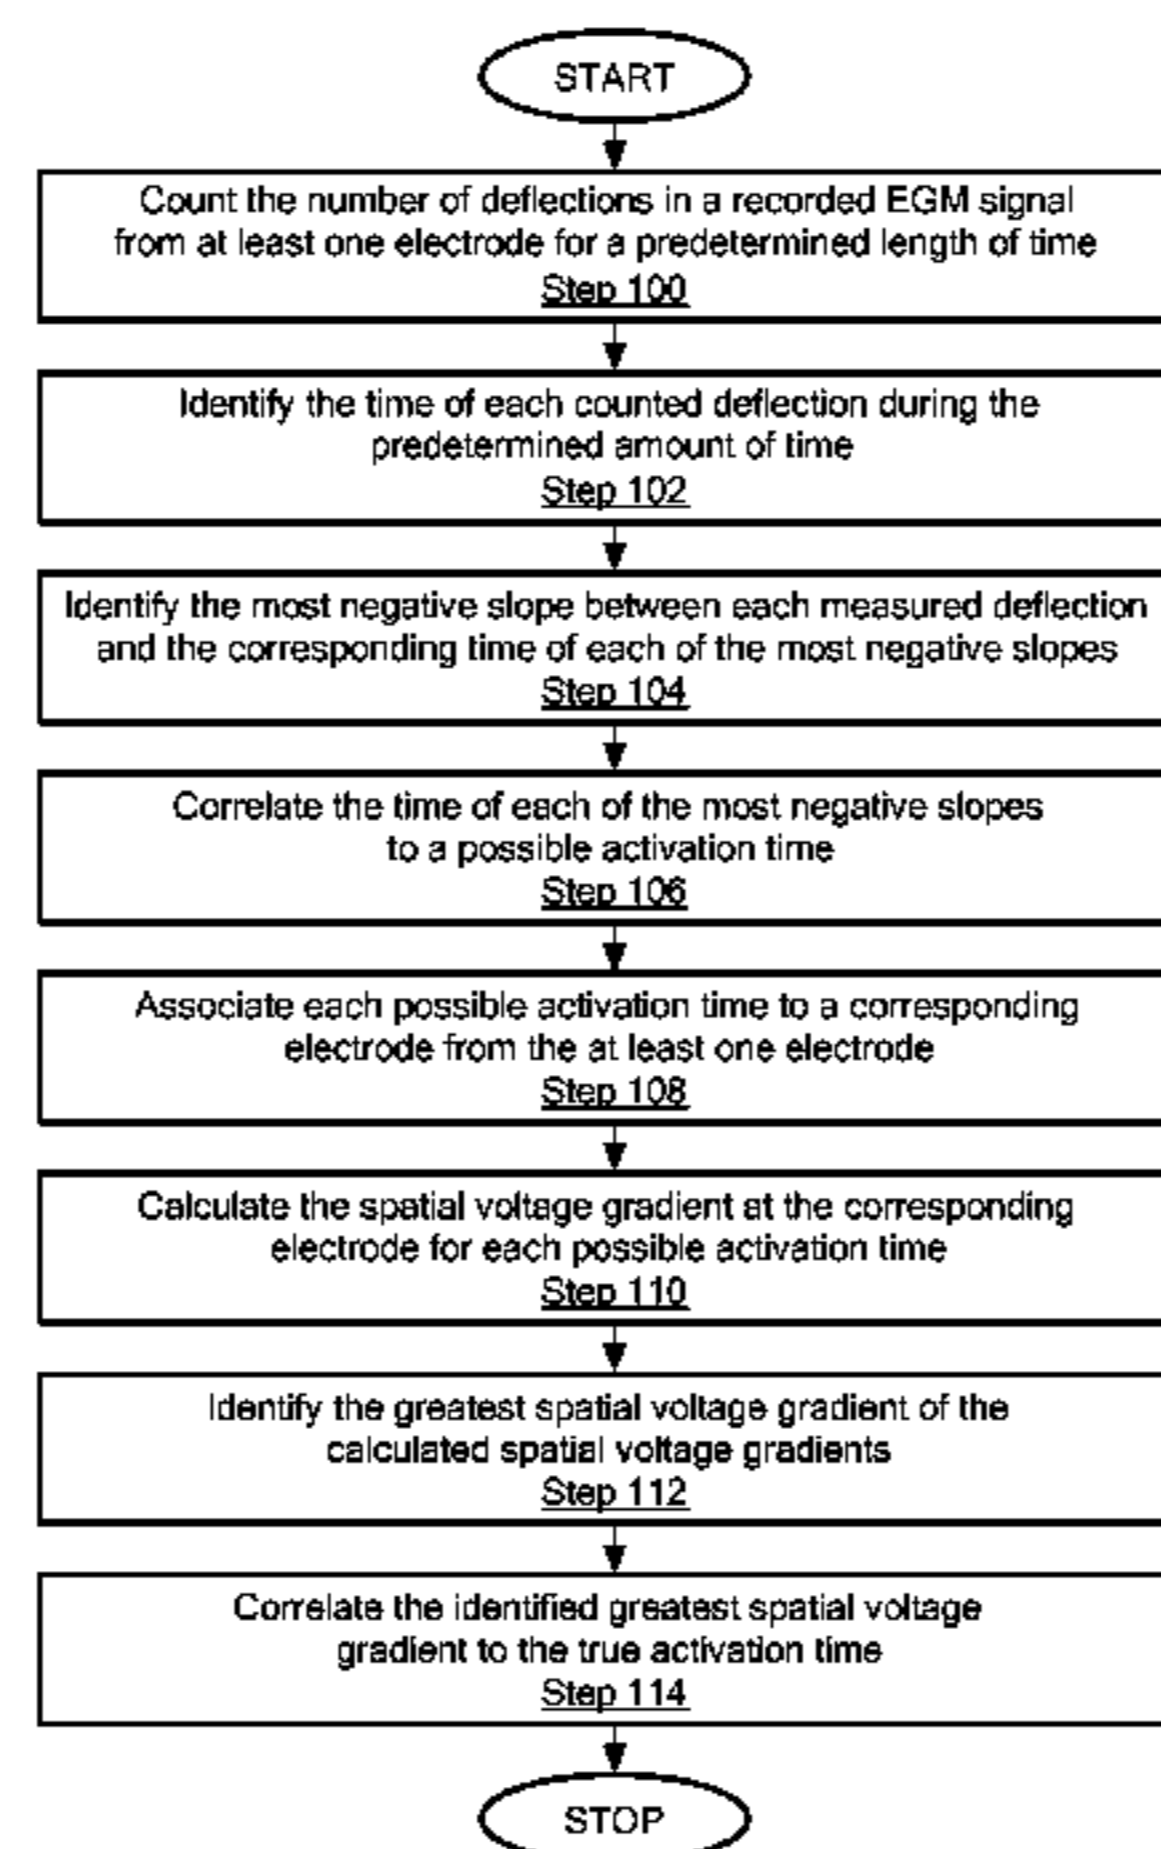 START
Count the number of deflections in a recorded EGM signal
from at least one electrode for a predetermined length of time
Step 100
Identify the time of each counted deflection during the
predetermined amount of time
Step 102
Identify the most negative slope between each measured deflection
and the corresponding time of each of the most negative slopes
Step 104
Correlate the time of each of the most negative slopes
to a possible activation time
Step 106
Associate each possible activation time to a corresponding
electrode from the at least one electrode
Step 108
Calculate the spatial voltage gradient at the corresponding
electrode for each possible activation time
Step 110
Identify the greatest spatial voltage gradient of the
calculated spatial voltage gradients
Step 112
Correlate the identified greatest spatial voltage
gradient to the true activation time
Step 114
STOP